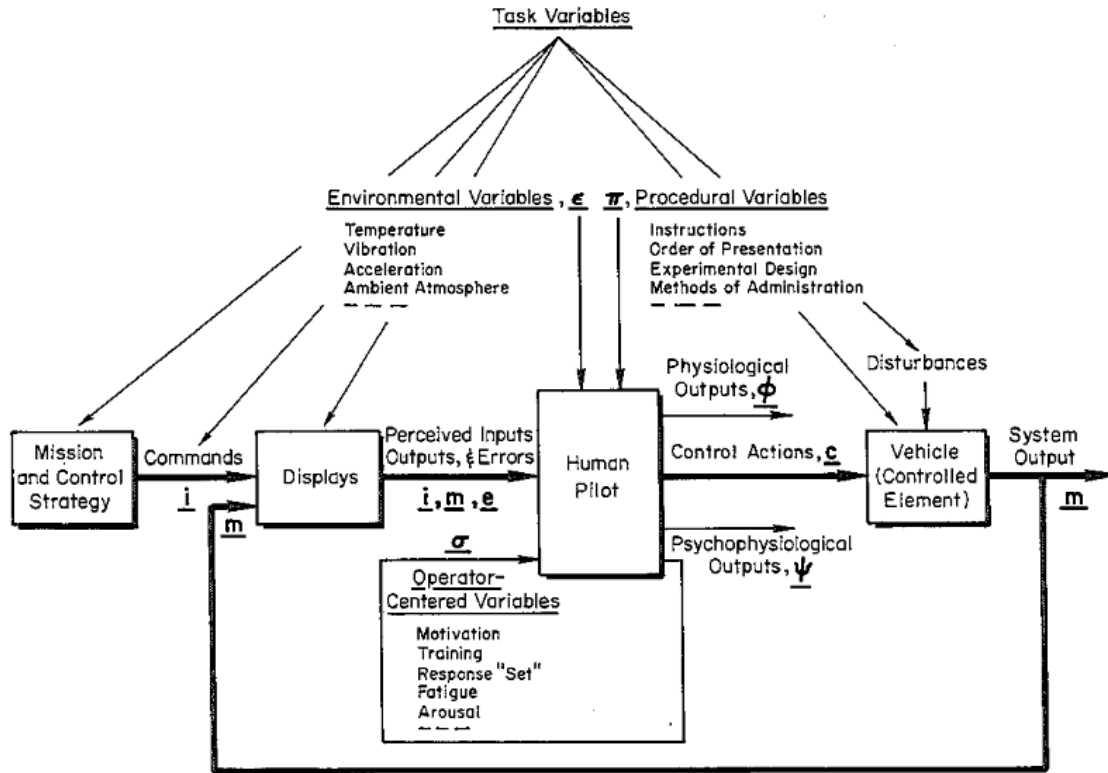 Task Variables
Environmental Variables, ϵ π, Procedural Variables
Temperature
Vibration
Acceleration
Ambient Atmosphere
Instructions
Order of Presentation
Experimental Design
Methods of Administration
Disturbances
Physiological
Outputs, ϕ
Mission
and Control
Strategy
Commands
i
m
Displays
Perceived Inputs
Outputs, & Errors
i, m, e
Human
Pilot
Control Actions, c
Vehicle
(Controlled
Element)
System
Output
m
Psychophysiological
Outputs, ψ
σ
Operator-
Centered Variables
Motivation
Training
Response "Set"
Fatigue
Arousal